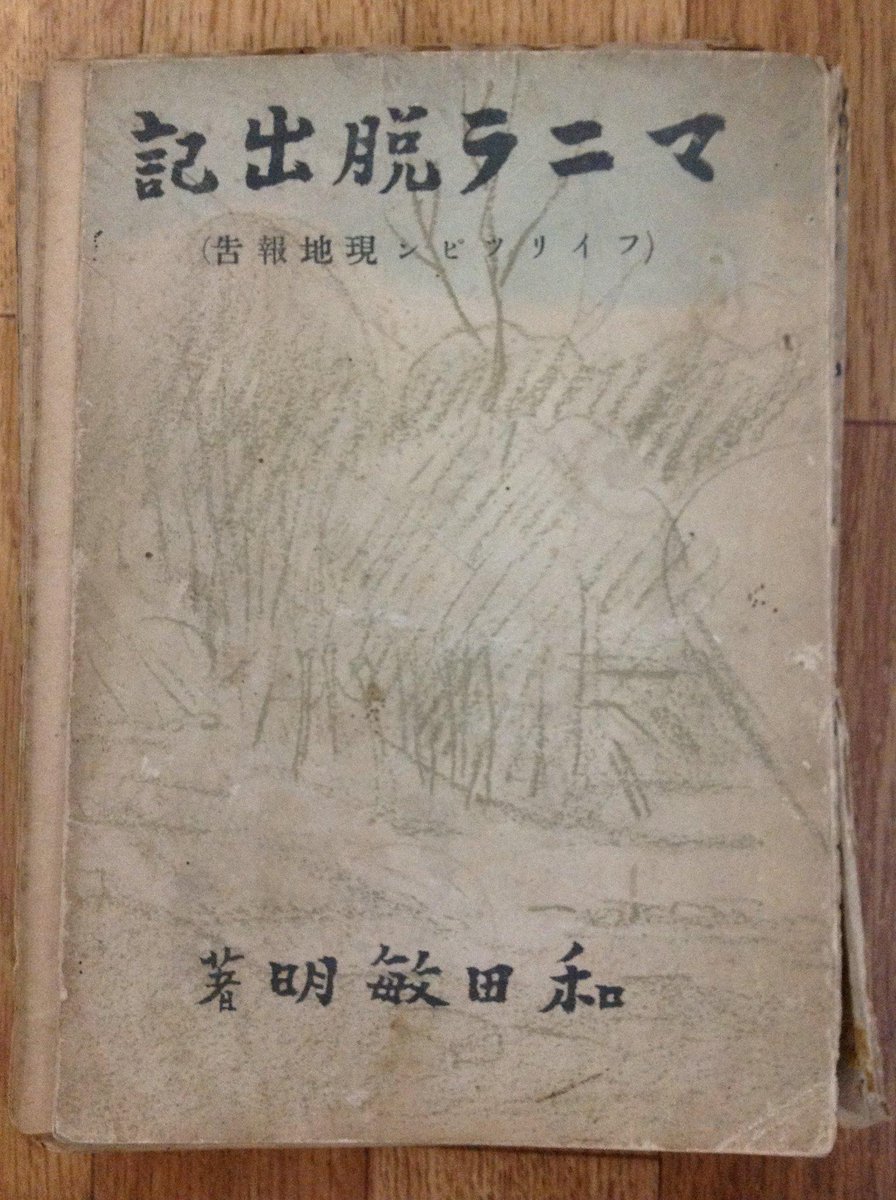 マニラ脱出記
(フイリツピン現地報告)
和田敏明著